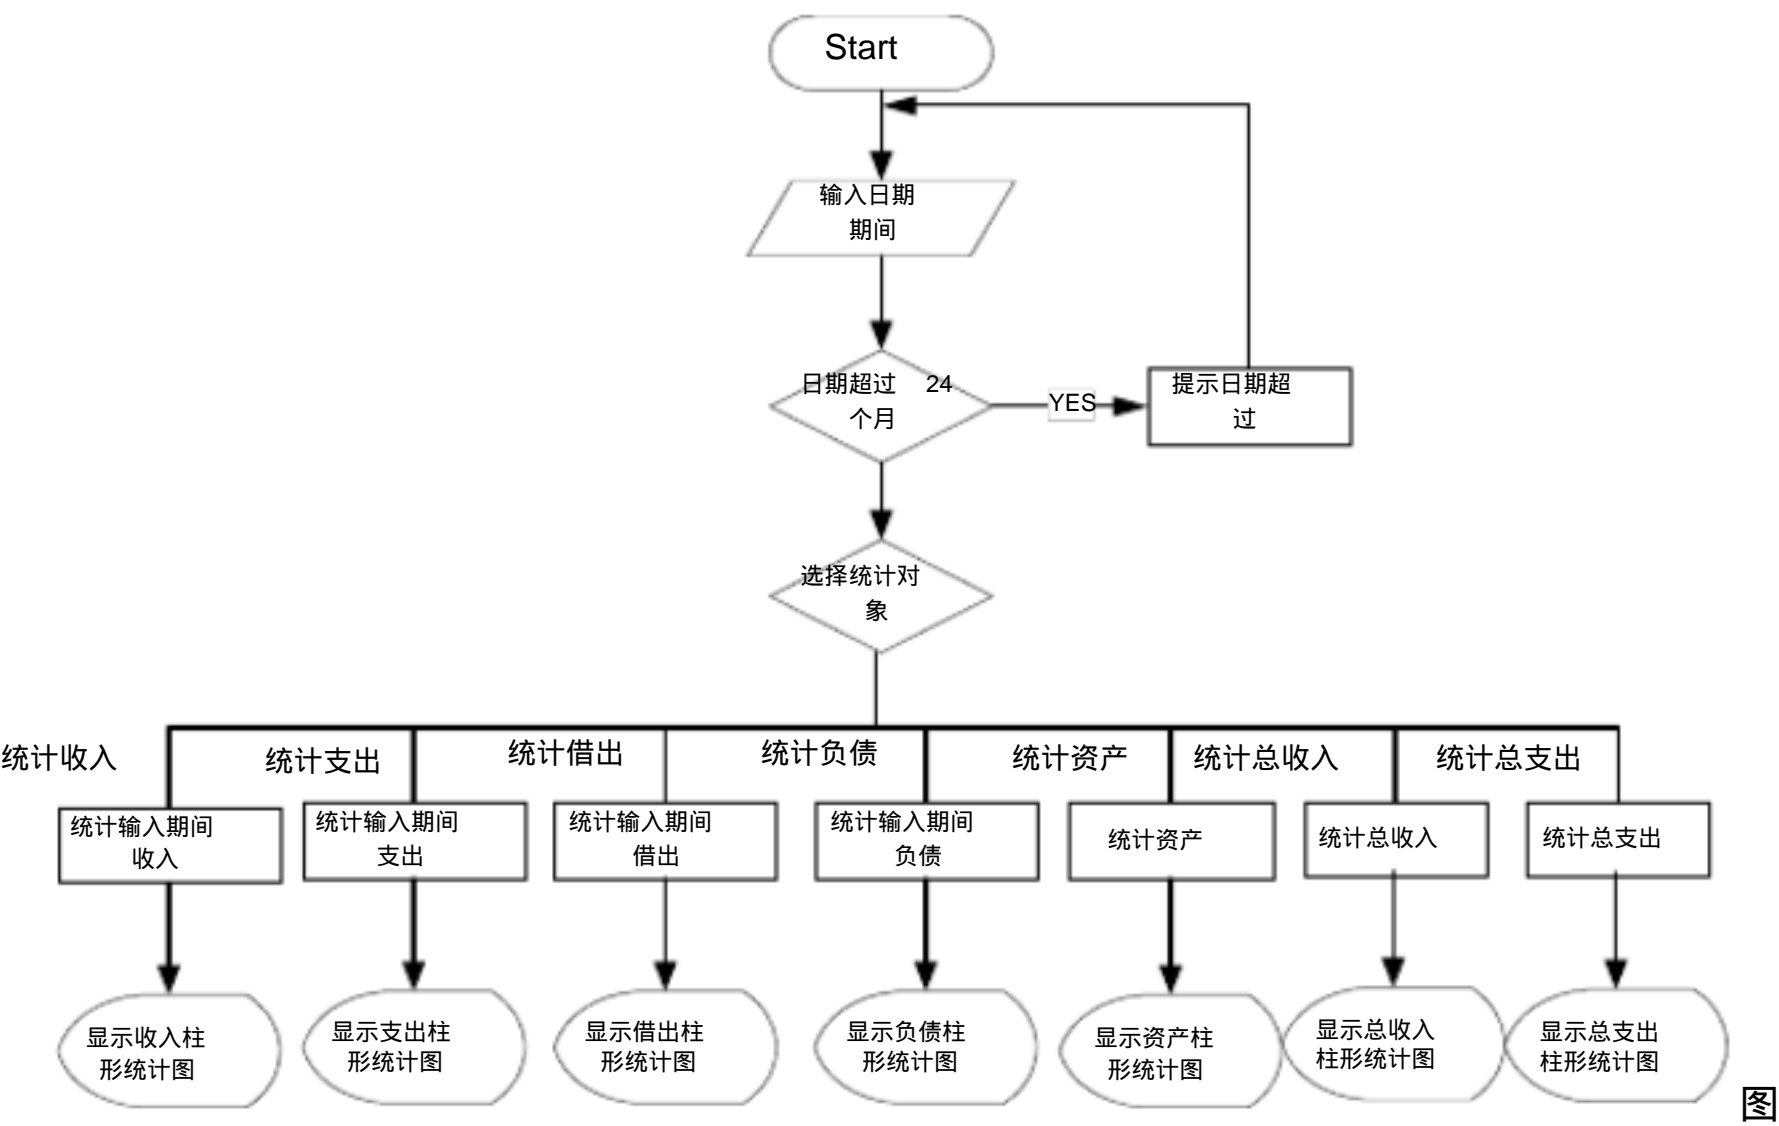 Start
输入日期
期间
日期超过 24
个月
YES
提示日期超
过
选择统计对
象
统计收入
统计支出
统计借出
统计负债
统计资产
统计总收入
统计总支出
统计输入期间
收入
统计输入期间
支出
统计输入期间
借出
统计输入期间
负债
统计资产
统计总收入
统计总支出
显示收入柱
形统计图
显示支出柱
形统计图
显示借出柱
形统计图
显示负债柱
形统计图
显示资产柱
形统计图
显示总收入
柱形统计图
显示总支出
柱形统计图
图